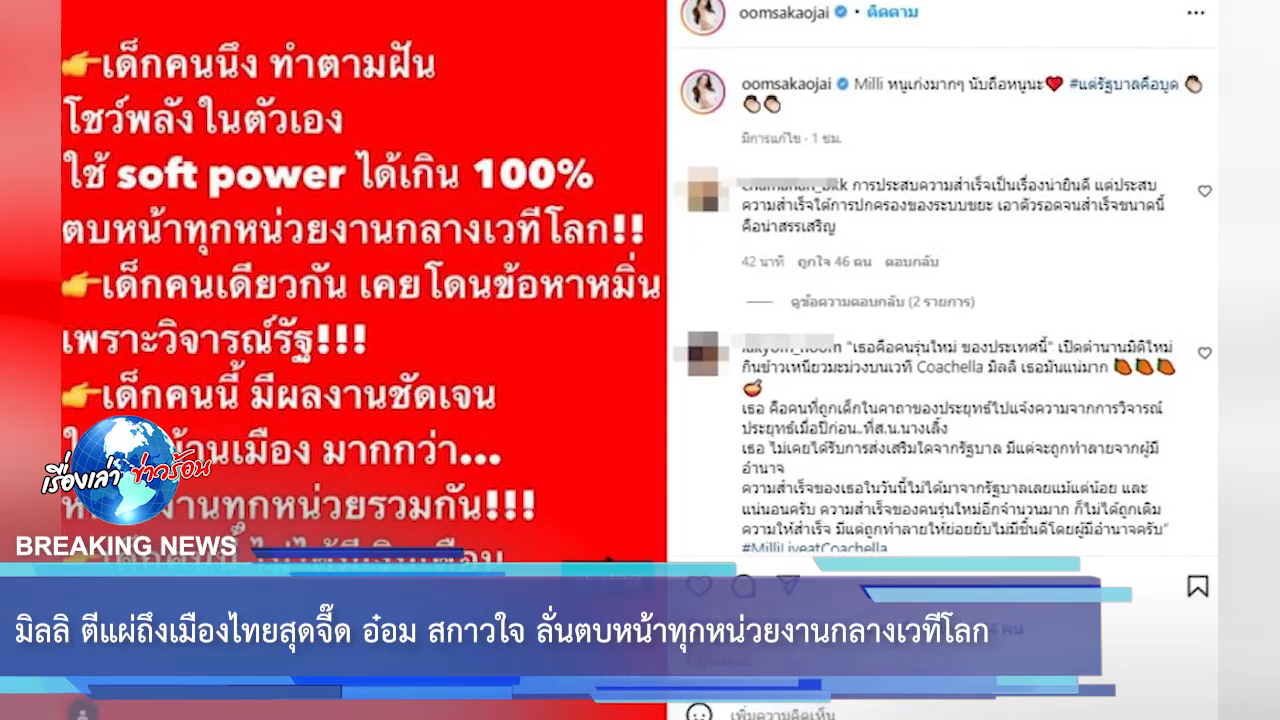 👉เด็กคนนึง ทำตามฝัน
โชว์พลังในตัวเอง
ใช้ soft power ได้เกิน 100%
ตบหน้าทุกหน่วยงานกลางเวทีโลก!!
👉เด็กคนเดียวกัน เคยโดนข้อหาหมิ่น
เพราะวิจารณ์รัฐ!!!
👉เด็กคนนี้ มีผลงานชัดเจน
บ้านเมือง มากกว่า...
งานทุกหน่วยรวมกัน!!!
oomsakaojai • ติดตาม
oomsakaojai Milli หนูเก่งมากๆ นับถือหนูนะ❤️ #แต่รัฐบาลคือบูด 👏
👏👏
มีการแก้ไข · 1 ชม.
การประสบความสำเร็จเป็นเรื่องน่ายินดี แต่ประสบ
ความสำเร็จใต้การปกครองของระบบขยะ เอาตัวรอดจนสำเร็จขนาดนี้
คือน่าสรรเสริญ
42 นาที ถูกใจ 46 คน ตอบกลับ
ดูข้อความตอบกลับ (2 รายการ)
"เธอคือคนรุ่นใหม่ ของประเทศนี้" เปิดตำนานมิติใหม่
กินข้าวเหนียวมะม่วงบนเวที Coachella มิลลิ เธอมันแน่มาก 🥭🥭🥭
เธอ คือคนที่ถูกเด็กในคาถาของประยุทธ์ไปแจ้งความจากการวิจารณ์
ประยุทธ์เมื่อปีก่อน..ที่ส.น.นางเลิ้ง
เธอ ไม่เคยได้รับการส่งเสริมใดจากรัฐบาล มีแต่จะถูกทำลายจากผู้มี
อำนาจ
ความสำเร็จของเธอในวันนี้ไม่ได้มาจากรัฐบาลเลยแม้แต่น้อย และ
แน่นอนครับ ความสำเร็จของคนรุ่นใหม่อีกจำนวนมาก ก็ไม่ได้ถูกเติม
ความให้สำเร็จ มีแต่ถูกทำลายให้ย่อยยับไม่มีชิ้นดีโดยผู้มีอำนาจครับ"
#MilliLiveatCoachella
เรื่องเล่า ข่าวร้อน
BREAKING NEWS
มิลลิ ตีแผ่ถึงเมืองไทยสุดจี๊ด อ๋อม สกาวใจ ลั่นตบหน้าทุกหน่วยงานกลางเวทีโลก
เพิ่มความคิดเห็น